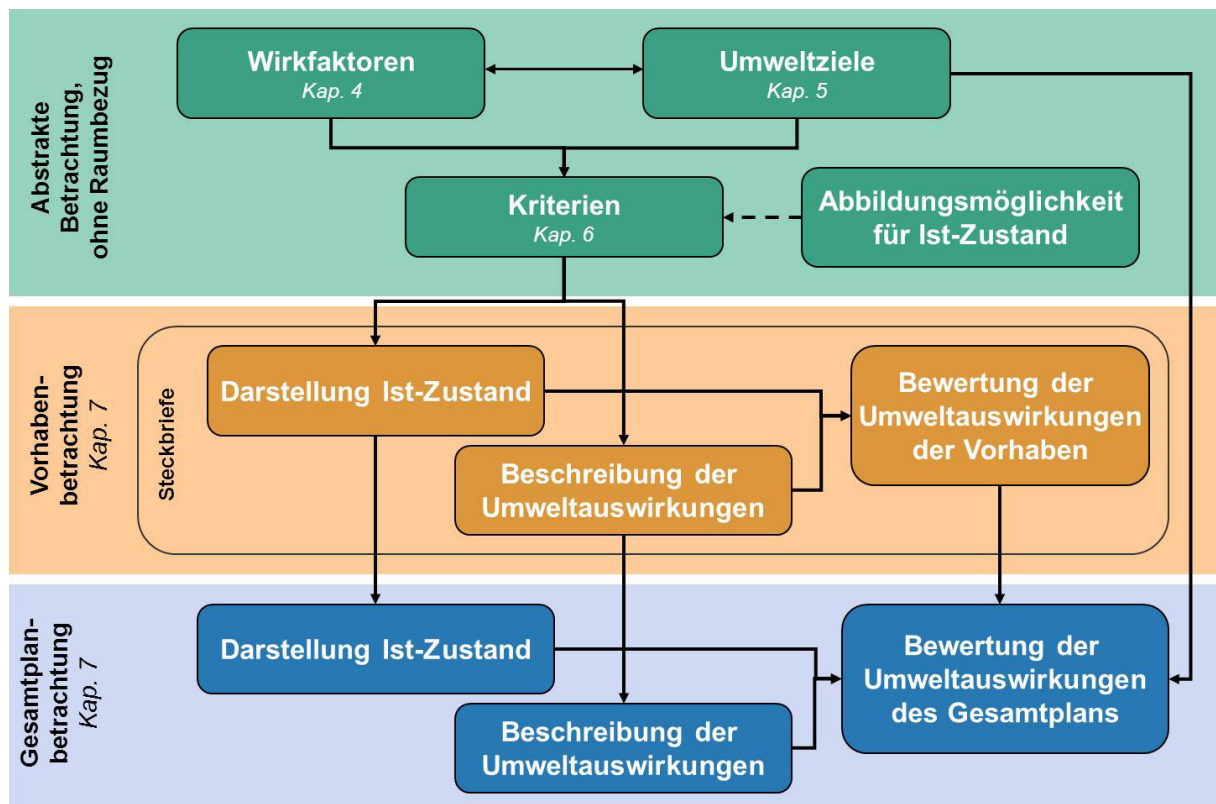 Abstrakte
Betrachtung,
ohne Raumbezug
Wirkfaktoren
Kap. 4
Umweltziele
Kap. 5
Kriterien
Kap. 6
Abbildungsmöglichkeit
für Ist-Zustand
Vorhaben-
betrachtung
Kap. 7
Steckbriefe
Darstellung Ist-Zustand
Beschreibung der
Umweltauswirkungen
Bewertung der
Umweltauswirkungen
der Vorhaben
Gesamtplan-
betrachtung
Kap. 7
Darstellung Ist-Zustand
Beschreibung der
Umweltauswirkungen
Bewertung der
Umweltauswirkungen
des Gesamtplans